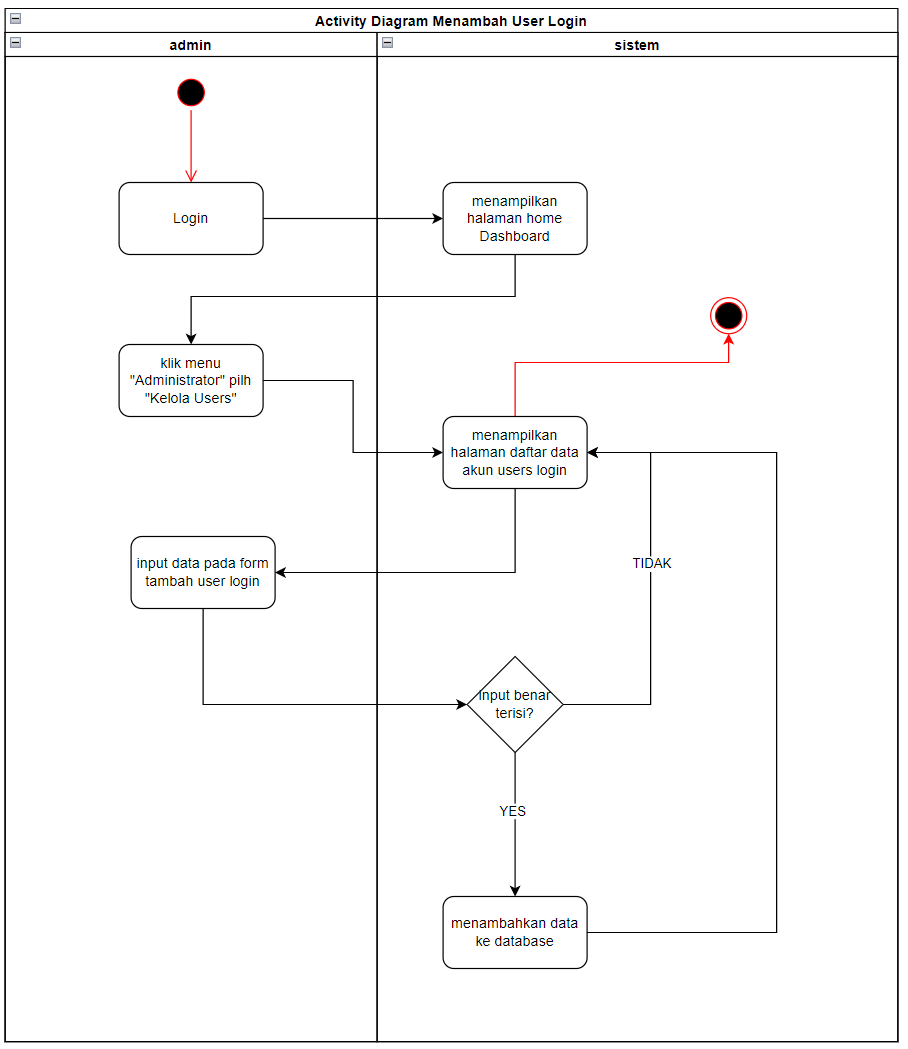 Activity Diagram Menambah User Login
admin
sistem
Login
menampilkan
halaman home
Dashboard
klik menu
"Administrator" pilh
"Kelola Users"
menampilkan
halaman daftar data
akun users login
input data pada form
tambah user login
TIDAK
input benar
terisi?
YES
menambahkan data
ke database